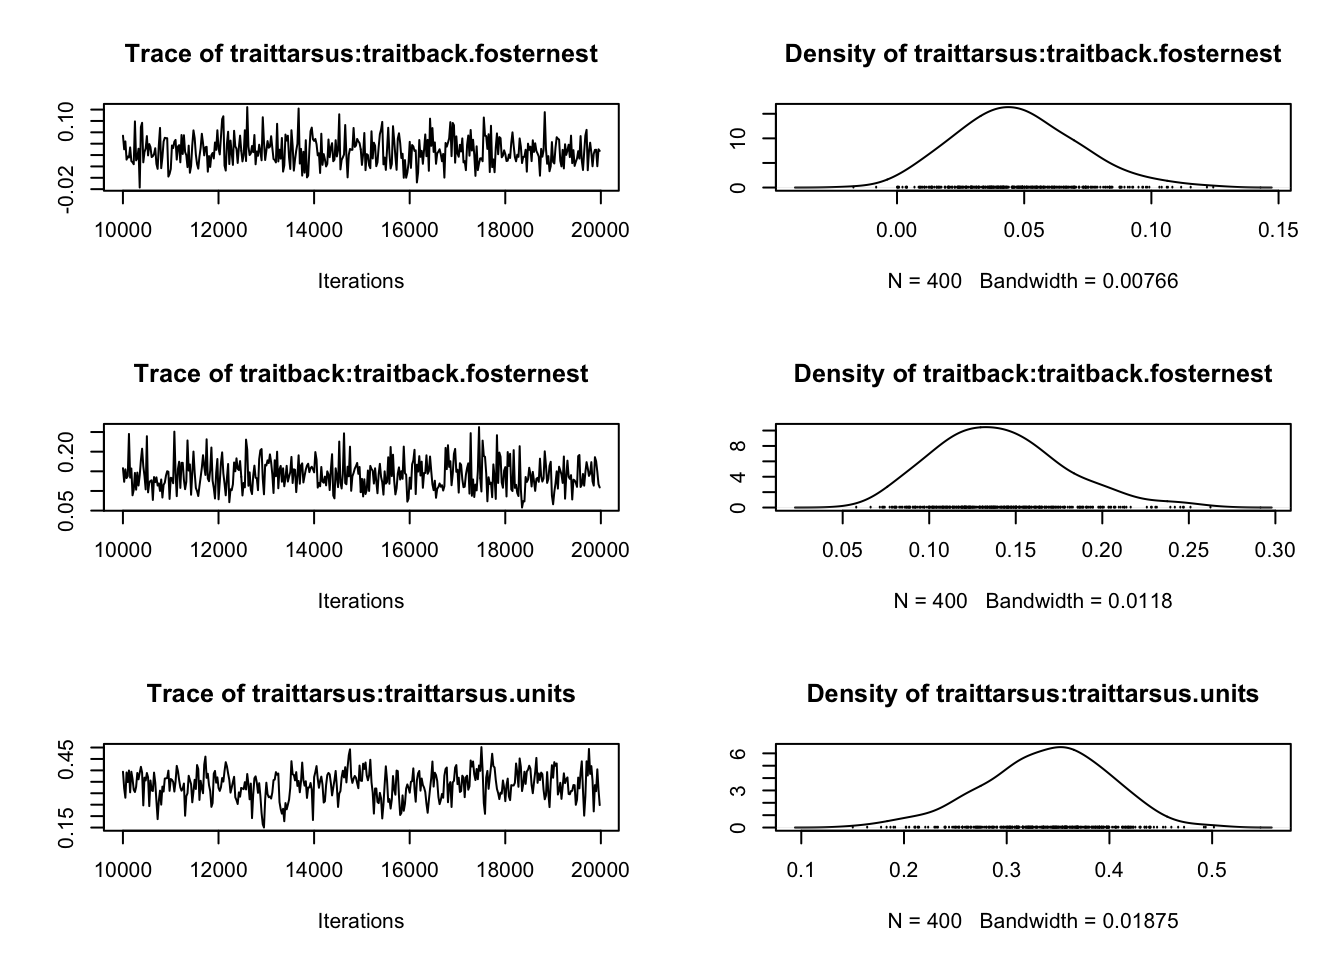 Trace of traittarsus:traitback.fosternest
0.10
-0.02
10000 12000 14000 16000 18000 20000
Iterations
Density of traittarsus:traitback.fosternest
10
0
0.00 0.05 0.10 0.15
N = 400 Bandwidth = 0.00766
Trace of traitback:traitback.fosternest
0.20
0.05
10000 12000 14000 16000 18000 20000
Iterations
Density of traitback:traitback.fosternest
8
4
0
0.05 0.10 0.15 0.20 0.25 0.30
N = 400 Bandwidth = 0.0118
Trace of traittarsus:traittarsus.units
0.45
0.15
10000 12000 14000 16000 18000 20000
Iterations
Density of traittarsus:traittarsus.units
6
3
0
0.1 0.2 0.3 0.4 0.5
N = 400 Bandwidth = 0.01875